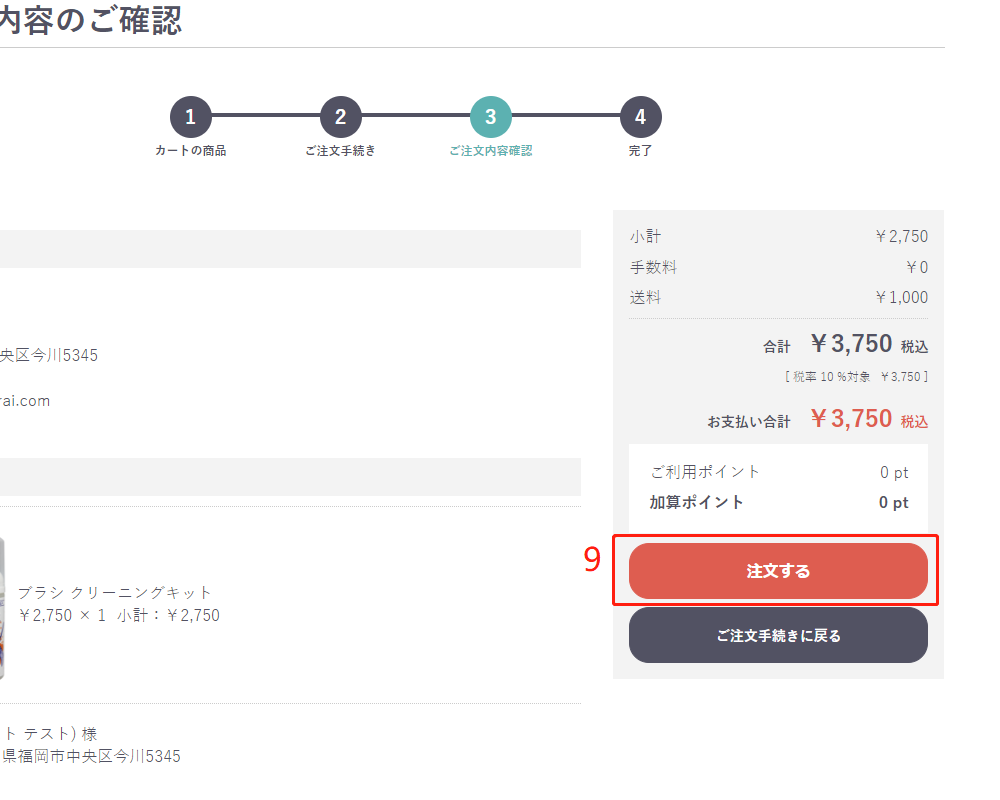 内容のご確認
1
2
3
4
カートの商品
ご注文手続き
ご注文内容確認
完了
央区今川5345
rai.com
ブラシ クリーニングキット
￥2,750 × 1 小計：￥2,750
ト テスト) 様
県福岡市中央区今川5345
小計 ￥2,750
手数料 ￥0
送料 ￥1,000
合計 ￥3,750 税込
[ 税率 10 %対象 ￥3,750 ]
お支払い合計 ￥3,750 税込
ご利用ポイント 0 pt
加算ポイント 0 pt
9
注文する
ご注文手続きに戻る